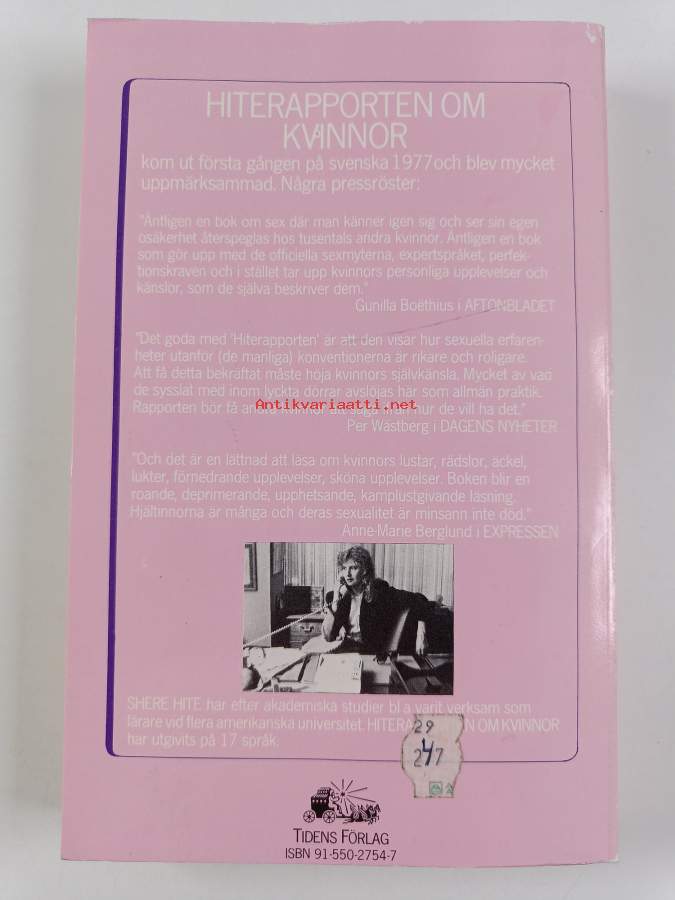 HITERAPPORTEN OM
KVINNOR
kom ut första gången på svenska 1977 och blev mycket
uppmärksammad. Några pressröster:
"Äntligen en bok om sex där man känner igen sig och ser sin egen
osäkerhet återspeglas hos tusentals andra kvinnor. Äntligen en bok
som gör upp med de officiella sexmyterna, expertspråket, perfek-
tionskraven och i stället tar upp kvinnors personliga upplevelser och
känslor, som de själva beskriver dem."
Gunilla Boëthius i AFTONBLADET
"Det goda med 'Hiterapporten' är att den visar hur sexuella erfaren-
heter utanför (de manliga) konventionerna är rikare och roligare.
Att få detta bekräftat måste höja kvinnors självkänsla. Mycket av vad
de sysslat med inom lyckta dörrar avslöjas här som allmän praktik.
Rapporten bör få andra kvinnor att säga ifrån hur de vill ha det."
Antikvariaatti.net
Per Wästberg i DAGENS NYHETER
"Och det är en lättnad att läsa om kvinnors lustar, rädslor, äckel,
lukter, förnedrande upplevelser, sköna upplevelser. Boken blir en
roande, deprimerande, upphetsande, kamplustgivande läsning.
Hjältinnorna är många och deras sexualitet är minsann inte död."
Anne-Marie Berglund i EXPRESSEN
SHERE HITE har efter akademiska studier bl a varit verksam som
lärare vid flera amerikanska universitet. HITERA EN OM KVINNOR
har utgivits på 17 språk.
29
247
TIDENS FÖRLAG
ISBN 91-550-2754-7